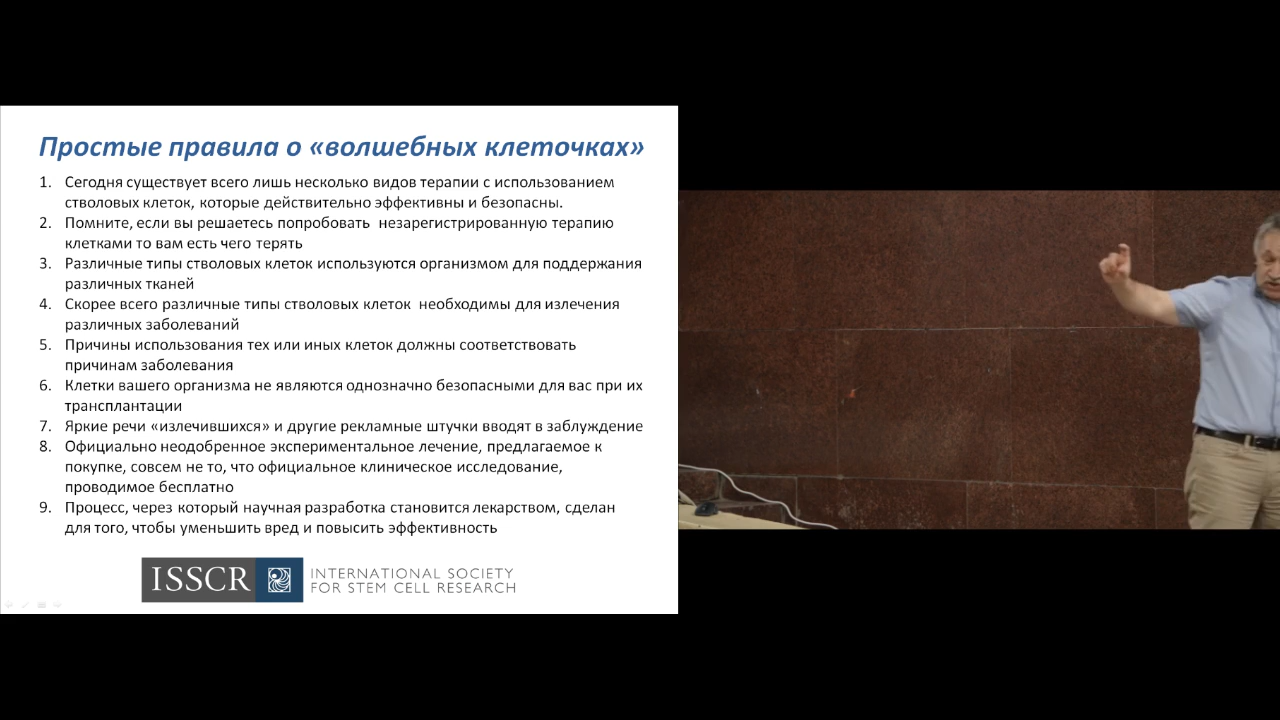 Простые правила о «волшебных клеточках»
1. Сегодня существует всего лишь несколько видов терапии с использованием
стволовых клеток, которые действительно эффективны и безопасны.
2. Помните, если вы решаетесь попробовать незарегистрированную терапию
клетками то вам есть чего терять
3. Различные типы стволовых клеток используются организмом для поддержания
различных тканей
4. Скорее всего различные типы стволовых клеток необходимы для излечения
различных заболеваний
5. Причины использования тех или иных клеток должны соответствовать
причинам заболевания
6. Клетки вашего организма не являются однозначно безопасными для вас при их
трансплантации
7. Яркие речи «излечившихся» и другие рекламные штучки вводят в заблуждение
8. Официально неодобренное экспериментальное лечение, предлагаемое к
покупке, совсем не то, что официальное клиническое исследование,
проводимое бесплатно
9. Процесс, через который научная разработка становится лекарством, сделан
для того, чтобы уменьшить вред и повысить эффективность
ISSCR
INTERNATIONAL SOCIETY
FOR STEM CELL RESEARCH